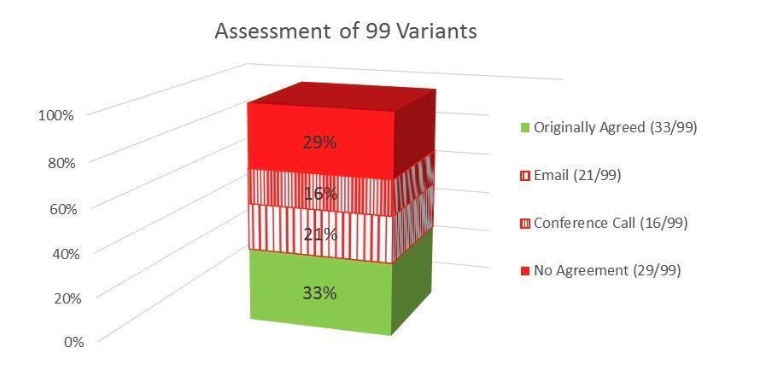 Assessment of 99 Variants
100%
80%
60%
40%
20%
0%
29%
16%
21%
33%
Originally Agreed (33/99)
Email (21/99)
Conference Call (16/99)
No Agreement (29/99)